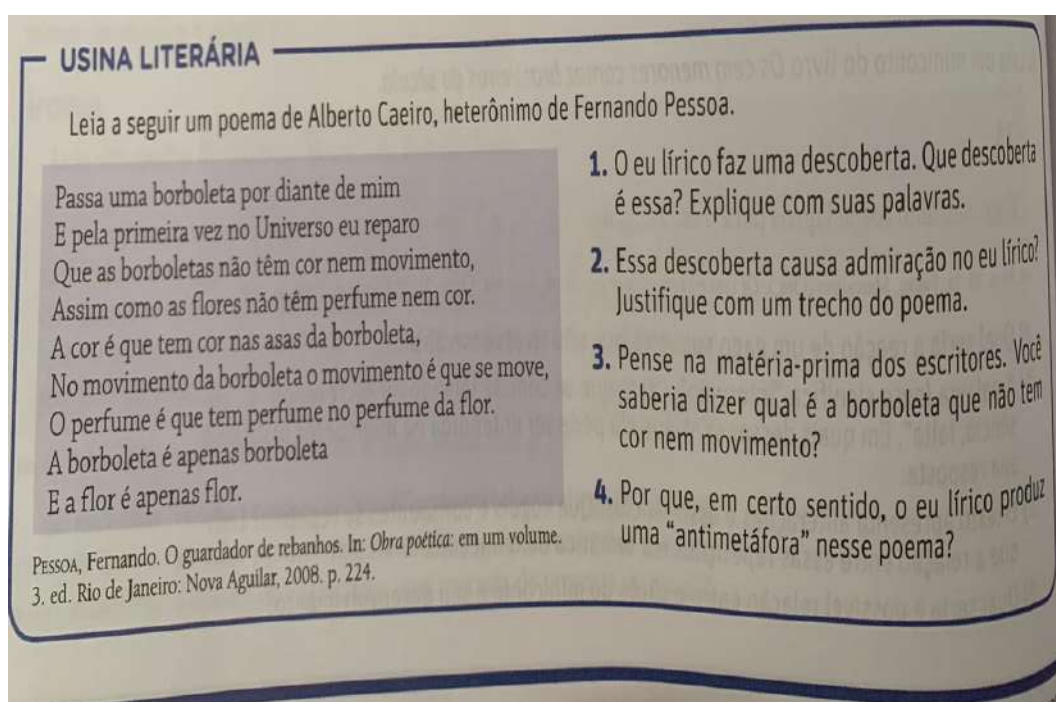 USINA LITERÁRIA
Leia a seguir um poema de Alberto Caeiro, heterônimo de Fernando Pessoa.
Passa uma borboleta por diante de mim
E pela primeira vez no Universo eu reparo
Que as borboletas não têm cor nem movimento,
Assim como as flores não têm perfume nem cor.
A cor é que tem cor nas asas da borboleta,
No movimento da borboleta o movimento é que se move,
O perfume é que tem perfume no perfume da flor.
A borboleta é apenas borboleta
E a flor é apenas flor.
PESSOA, Fernando. O guardador de rebanhos. In: Obra poética: em um volume.
3. ed. Rio de Janeiro: Nova Aguilar, 2008. p. 224.
1. O eu lírico faz uma descoberta. Que descoberta
é essa? Explique com suas palavras.
2. Essa descoberta causa admiração no eu lírico?
Justifique com um trecho do poema.
3. Pense na matéria-prima dos escritores. Você
saberia dizer qual é a borboleta que não tem
cor nem movimento?
4. Por que, em certo sentido, o eu lírico produz
uma “antimetáfora” nesse poema?